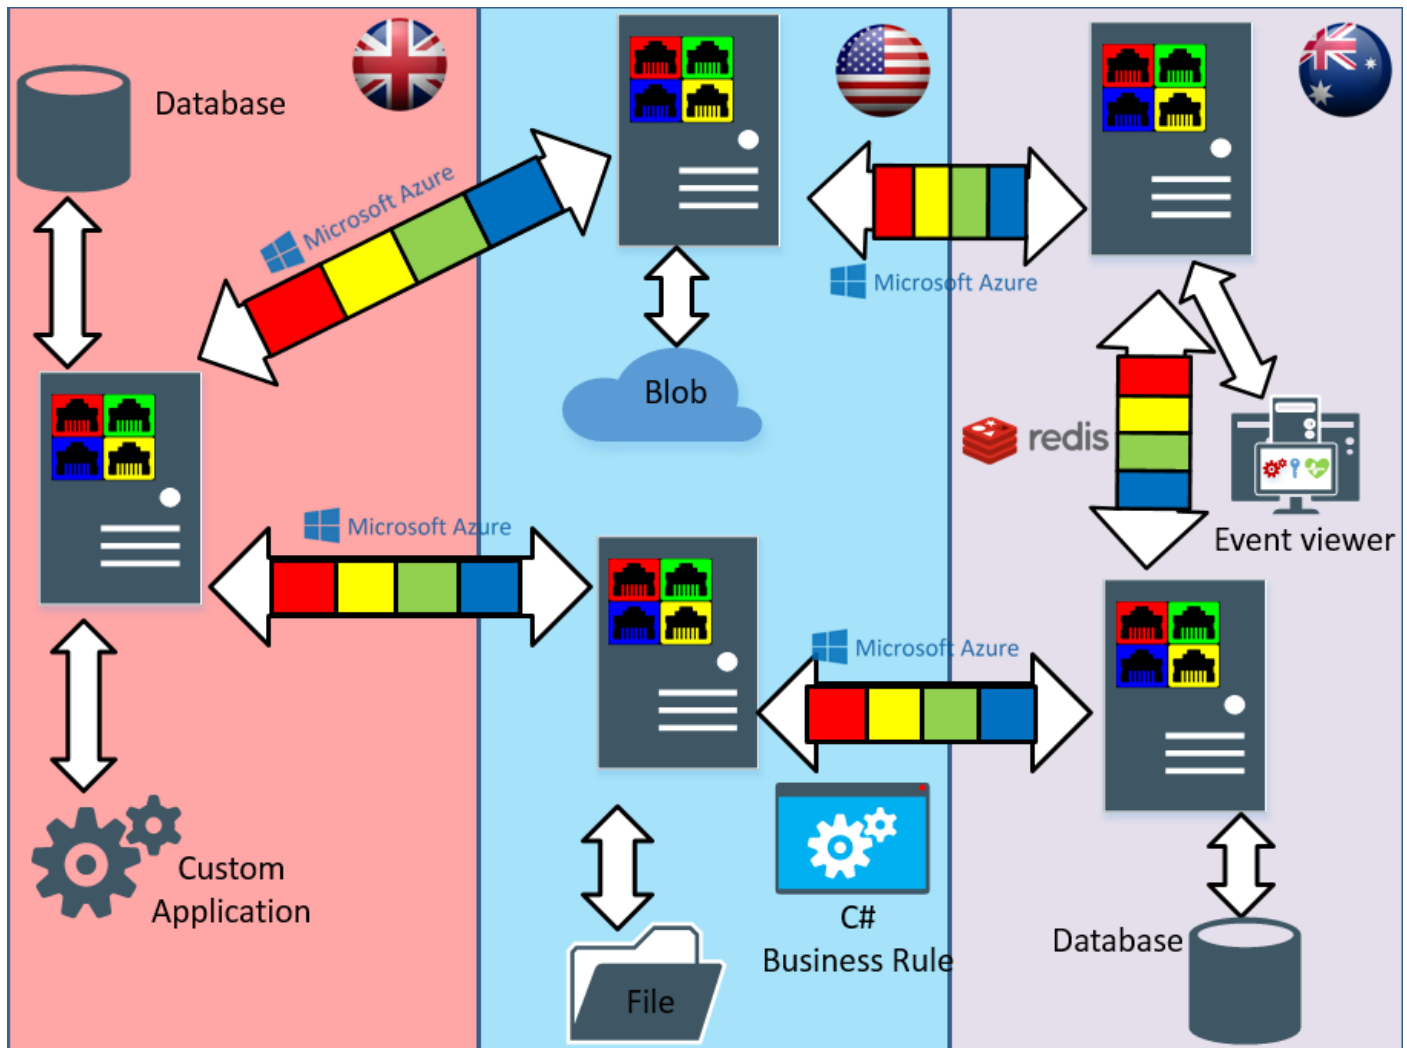 Database
Microsoft Azure
Microsoft Azure
Blob
redis
Event viewer
Microsoft Azure
Microsoft Azure
Custom
Application
C#
Business Rule
Database
File